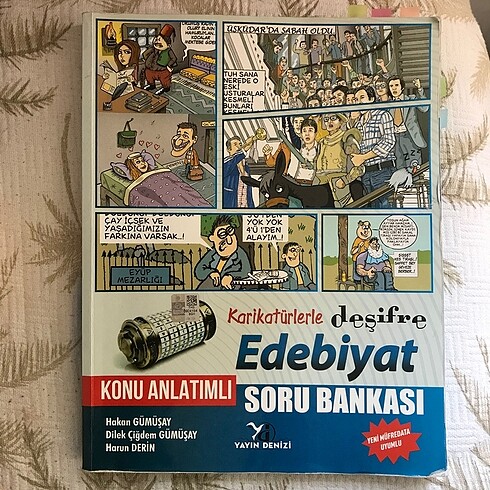 ÜSKÜDAR'DA SABAH OLDU
TUH SANA
NEREDE O
ESKİ
USTURALAR
KESMELİ
BUNLARI
ÇAY İÇSEK VE
YAŞADIĞIMIZIN
FARKINA VARSAK..!
YOK YOK
4'Ü 1'DEN
ALAYIM..!
EYÜP
MEZARLIĞI
Karikatürlerle deşifre
Edebiyat
KONU ANLATIMLI
SORU BANKASI
Hakan GÜMÜŞAY
Dilek Çiğdem GÜMÜŞAY
Harun DERİN
YAYIN DENİZİ
YENİ MÜFREDATA
UYUMLU